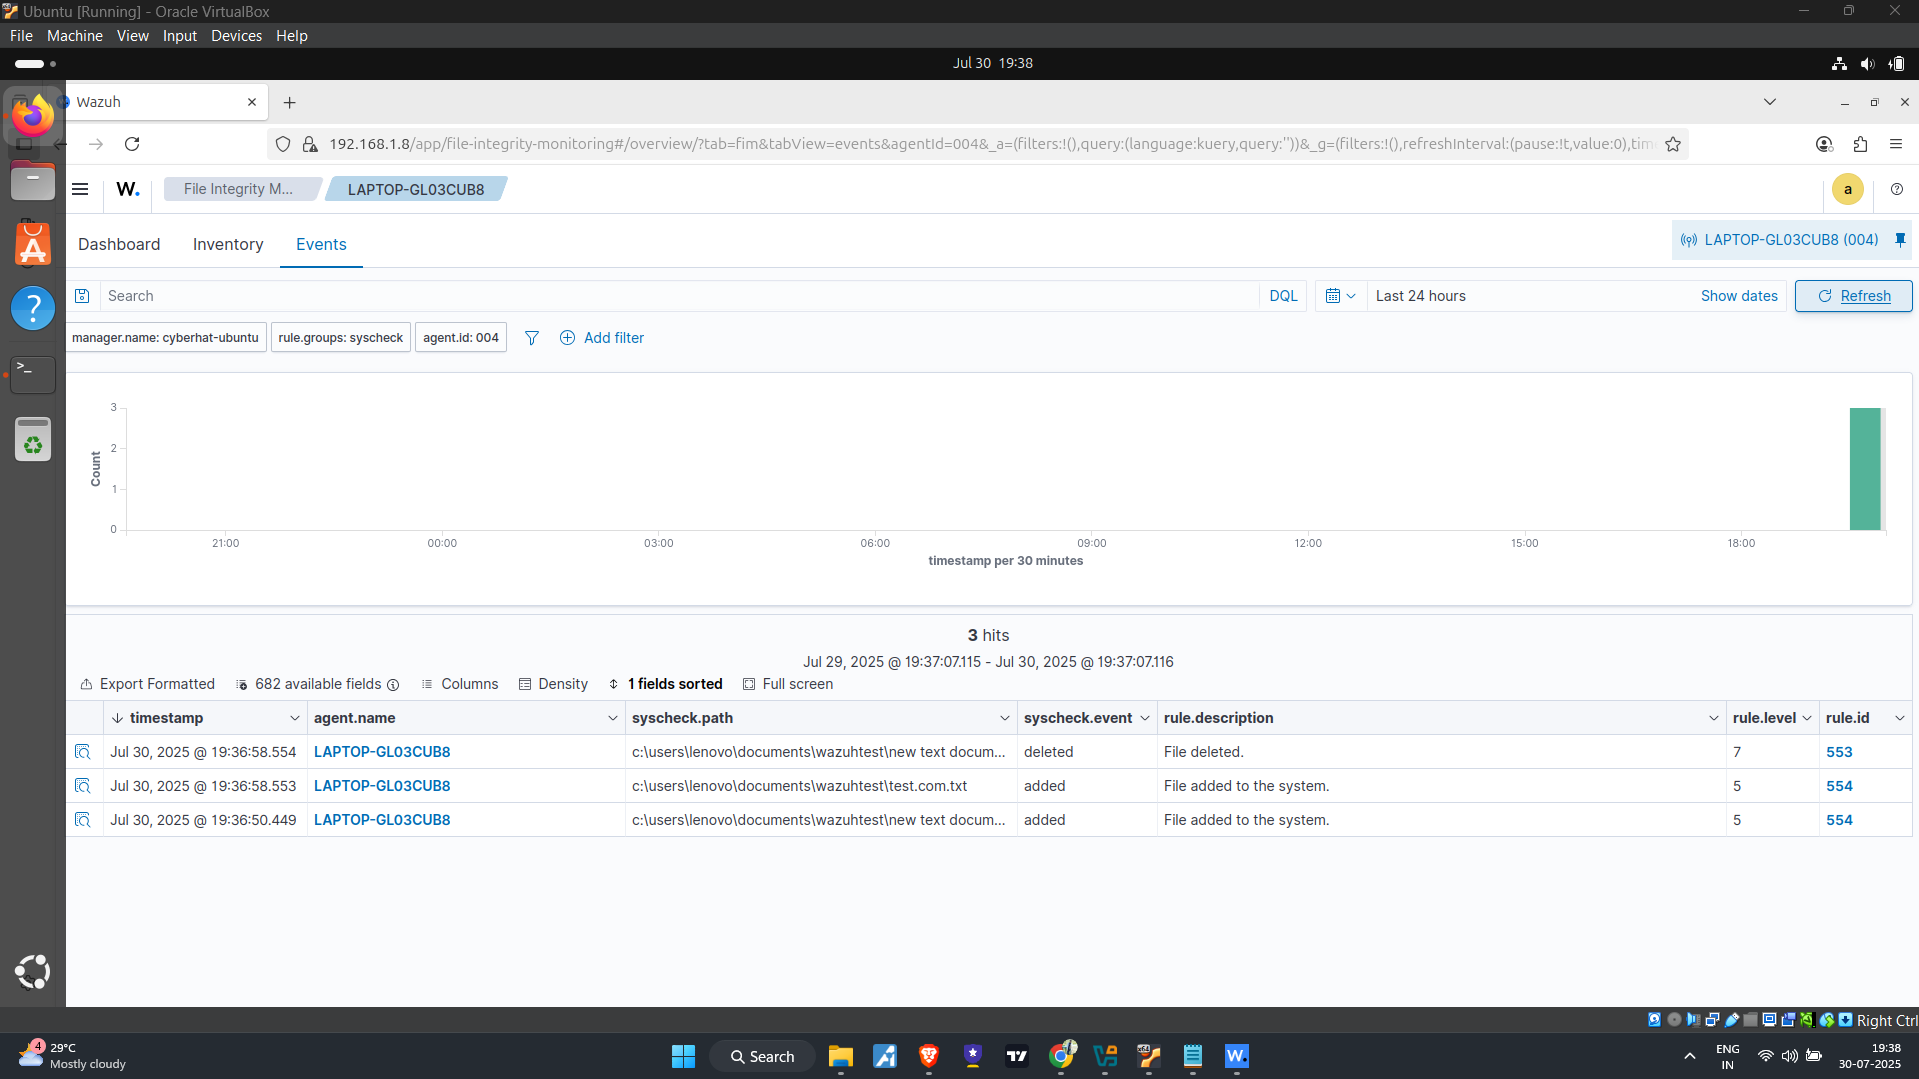 Ubuntu [Running] - Oracle VirtualBox
File Machine View Input Devices Help
Jul 30 19:38
Wazuh
192.168.1.8/app/file-integrity-monitoring#/overview/?tab=fim&tabView=events&agentId=004&_a=(filters:!(),query:(language:kuery,query:''))&_g=(filters:!(),refreshInterval:(pause:!t,value:0),time
W. File Integrity M... LAPTOP-GL03CUB8 a
Dashboard Inventory Events LAPTOP-GL03CUB8 (004)
Search DQL Last 24 hours Show dates Refresh
manager.name: cyberhat-ubuntu rule.groups: syscheck agent.id: 004 Add filter
3
2
1
0
Count
21:00 00:00 03:00 06:00 09:00 12:00 15:00 18:00
timestamp per 30 minutes
3 hits
Jul 29, 2025 @ 19:37:07.115 - Jul 30, 2025 @ 19:37:07.116
Export Formatted 682 available fields Columns Density 1 fields sorted Full screen
timestamp agent.name syscheck.path syscheck.event rule.description rule.level rule.id
Jul 30, 2025 @ 19:36:58.554 LAPTOP-GL03CUB8 c:\users\lenovo\documents\wazuhtest\new text docum... deleted File deleted. 7 553
Jul 30, 2025 @ 19:36:58.553 LAPTOP-GL03CUB8 c:\users\lenovo\documents\wazuhtest\test.com.txt added File added to the system. 5 554
Jul 30, 2025 @ 19:36:50.449 LAPTOP-GL03CUB8 c:\users\lenovo\documents\wazuhtest\new text docum... added File added to the system. 5 554
Right Ctrl
4 29°C
Mostly cloudy
Search
W.
ENG
IN
19:38
30-07-2025